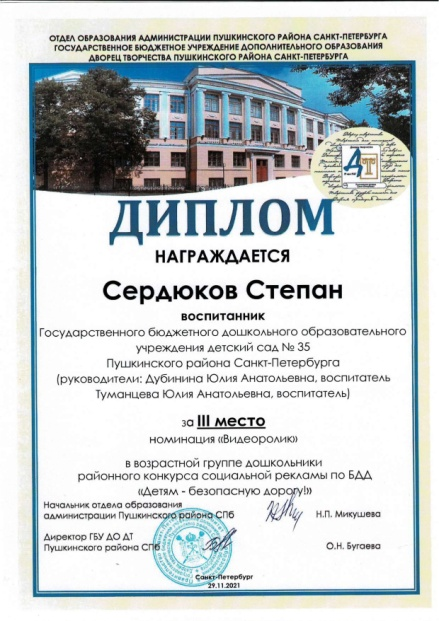 ОТДЕЛ ОБРАЗОВАНИЯ АДМИНИСТРАЦИИ ПУШКИНСКОГО РАЙОНА САНКТ-ПЕТЕРБУРГА
ГОСУДАРСТВЕННОЕ БЮДЖЕТНОЕ УЧРЕЖДЕНИЕ ДОПОЛНИТЕЛЬНОГО ОБРАЗОВАНИЯ
ДВОРЕЦ ТВОРЧЕСТВА ПУШКИНСКОГО РАЙОНА САНКТ-ПЕТЕРБУРГА
ДТ
ДИПЛОМ
НАГРАЖДАЕТСЯ
Сердюков Степан
воспитанник
Государственного бюджетного дошкольного образовательного
учреждения детский сад № 35
Пушкинского района Санкт-Петербурга
(руководители: Дубинина Юлия Анатольевна, воспитатель
Туманцева Юлия Анатольевна, воспитатель)
за III место
номинация «Видеоролик»
в возрастной группе дошкольники
районного конкурса социальной рекламы по БДД
«Детям - безопасную дорогу!»
Начальник отдела образования
администрации Пушкинского района СПб
Н.П. Микушева
Директор ГБУ ДО ДТ
Пушкинского района СПб
О.Н. Бугаева
Санкт-Петербург
29.11.2021